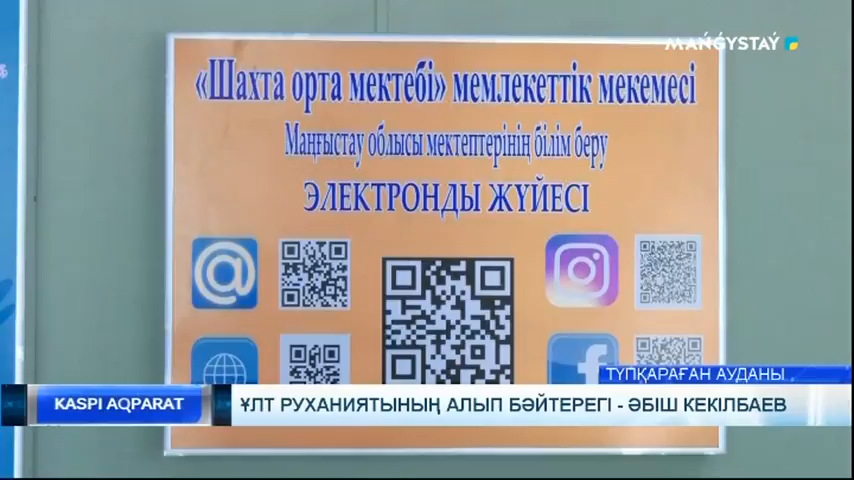 MAŃǴYSTAÝ
«Шахта орта мектебі» мемлекеттік мекемесі
Маңғыстау облысы мектептерінің білім беру
ЭЛЕКТРОНДЫ ЖҮЙЕСІ
ТҮПҚАРАҒАН АУДАНЫ
KASPI AQPARAT
ҰЛТ РУХАНИЯТЫНЫҢ АЛЫП БӘЙТЕРЕГІ - ӘБІШ КЕКІЛБАЕВ